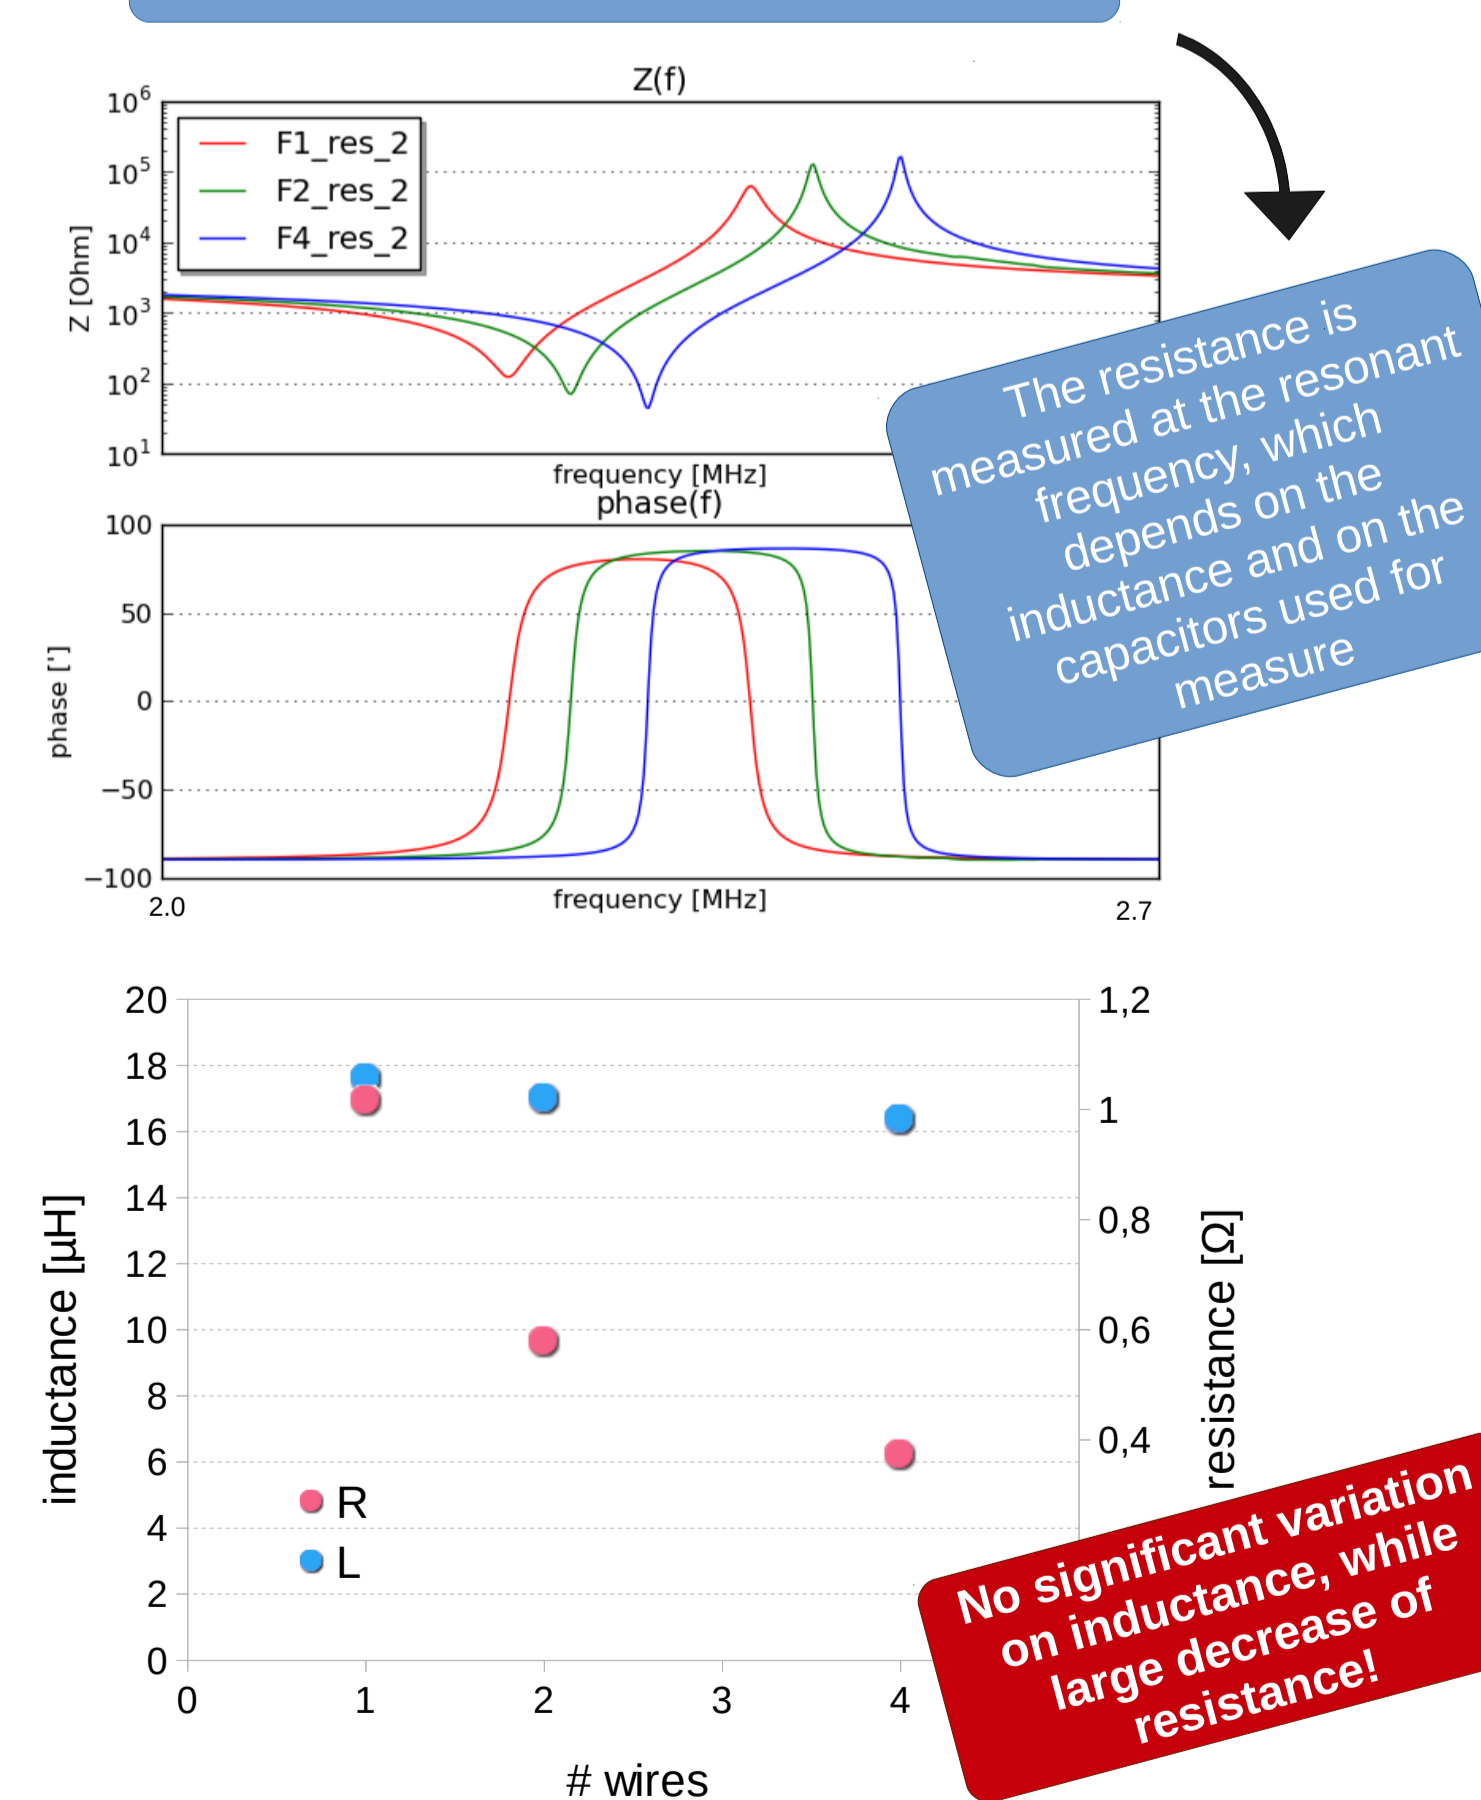 Z(f)
10^6
10^5
10^4
10^3
10^2
10^1
Z [Ohm]
F1_res_2
F2_res_2
F4_res_2
frequency [MHz]
phase(f)
100
50
0
−50
−100
phase [']
2.0
frequency [MHz]
2.7
The resistance is
measured at the resonant
frequency, which
depends on the
inductance and on the
capacitors used for
measure
20
18
16
14
12
10
8
6
4
2
0
inductance [µH]
1,2
1
0,8
0,6
0,4
resistance [Ω]
R
L
0 1 2 3 4
# wires
No significant variation
on inductance, while
large decrease of
resistance!